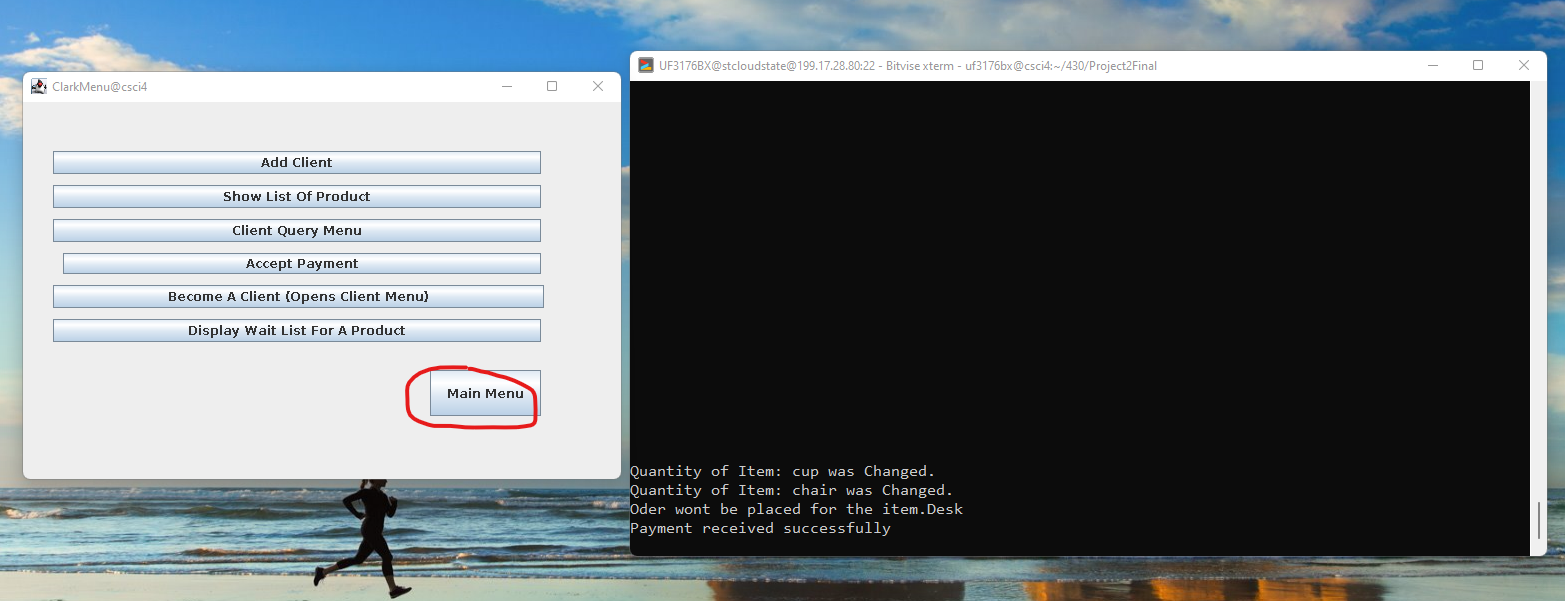 ClarkMenu@csci4
Add Client
Show List Of Product
Client Query Menu
Accept Payment
Become A Client {Opens Client Menu}
Display Wait List For A Product
Main Menu
UF3176BX@stcloudstate@199.17.28.80:22 - Bitvise xterm - uf3176bx@csci4:~/430/Project2Final
Quantity of Item: cup was Changed.
Quantity of Item: chair was Changed.
Oder wont be placed for the item.Desk
Payment received successfully